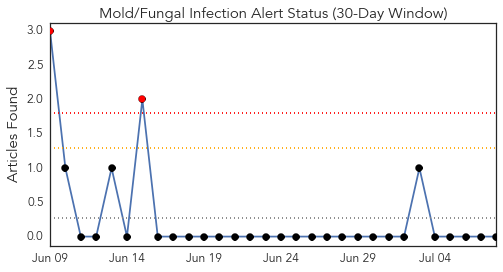 Mold/Fungal Infection Alert Status (30-Day Window)
Articles Found
3.0
2.5
2.0
1.5
1.0
0.5
0.0
Jun 09
Jun 14
Jun 19
Jun 24
Jun 29
Jul 04